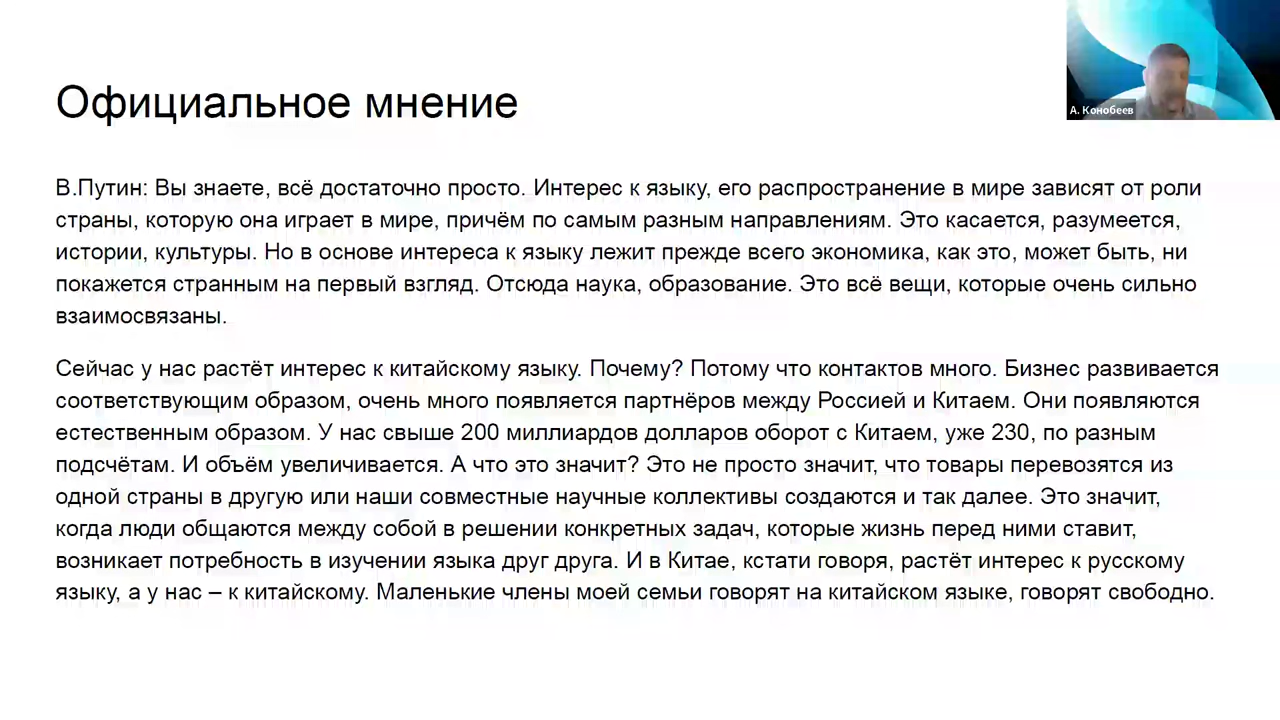 Официальное мнение
А. Конобеев
В.Путин: Вы знаете, всё достаточно просто. Интерес к языку, его распространение в мире зависят от роли
страны, которую она играет в мире, причём по самым разным направлениям. Это касается, разумеется,
истории, культуры. Но в основе интереса к языку лежит прежде всего экономика, как это, может быть, ни
покажется странным на первый взгляд. Отсюда наука, образование. Это всё вещи, которые очень сильно
взаимосвязаны.
Сейчас у нас растёт интерес к китайскому языку. Почему? Потому что контактов много. Бизнес развивается
соответствующим образом, очень много появляется партнёров между Россией и Китаем. Они появляются
естественным образом. У нас свыше 200 миллиардов долларов оборот с Китаем, уже 230, по разным
подсчётам. И объём увеличивается. А что это значит? Это не просто значит, что товары перевозятся из
одной страны в другую или наши совместные научные коллективы создаются и так далее. Это значит,
когда люди общаются между собой в решении конкретных задач, которые жизнь перед ними ставит,
возникает потребность в изучении языка друг друга. И в Китае, кстати говоря, растёт интерес к русскому
языку, а у нас – к китайскому. Маленькие члены моей семьи говорят на китайском языке, говорят свободно.